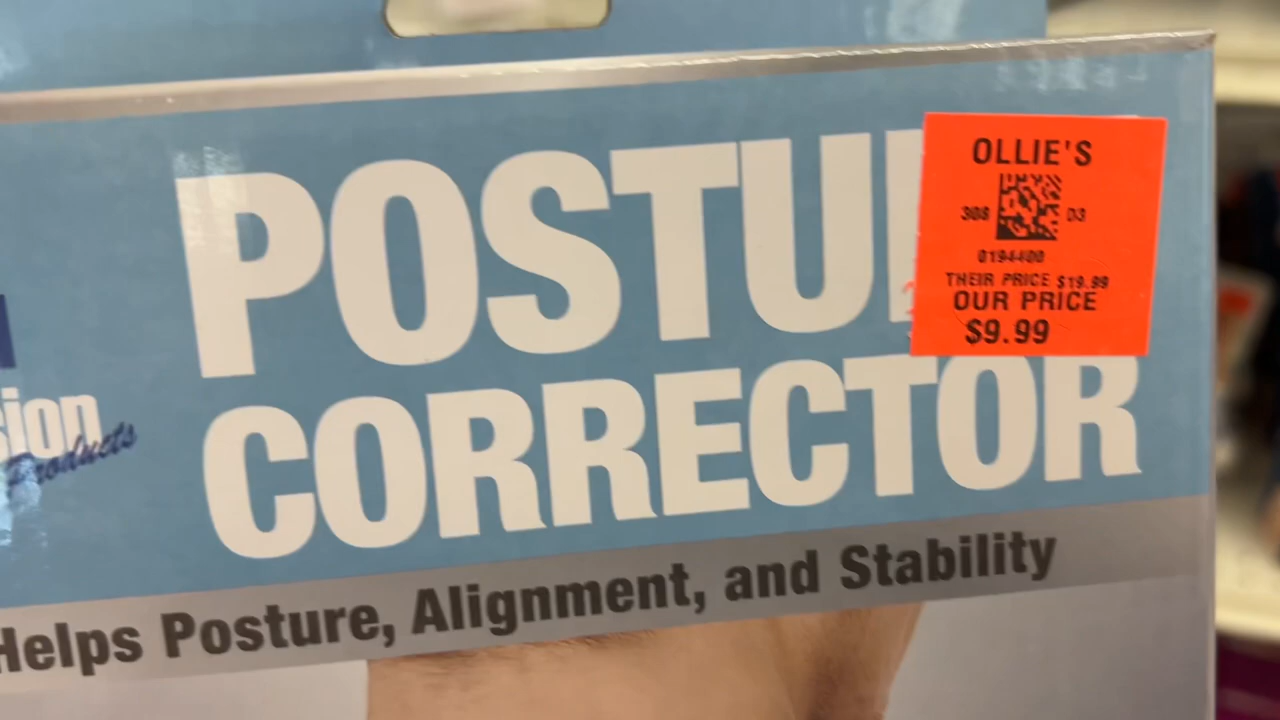 POSTU
CORRECTOR
Helps Posture, Alignment, and Stability
sion
Products
OLLIE'S
308 D3
0194400
THEIR PRICE $19.99
OUR PRICE
$9.99